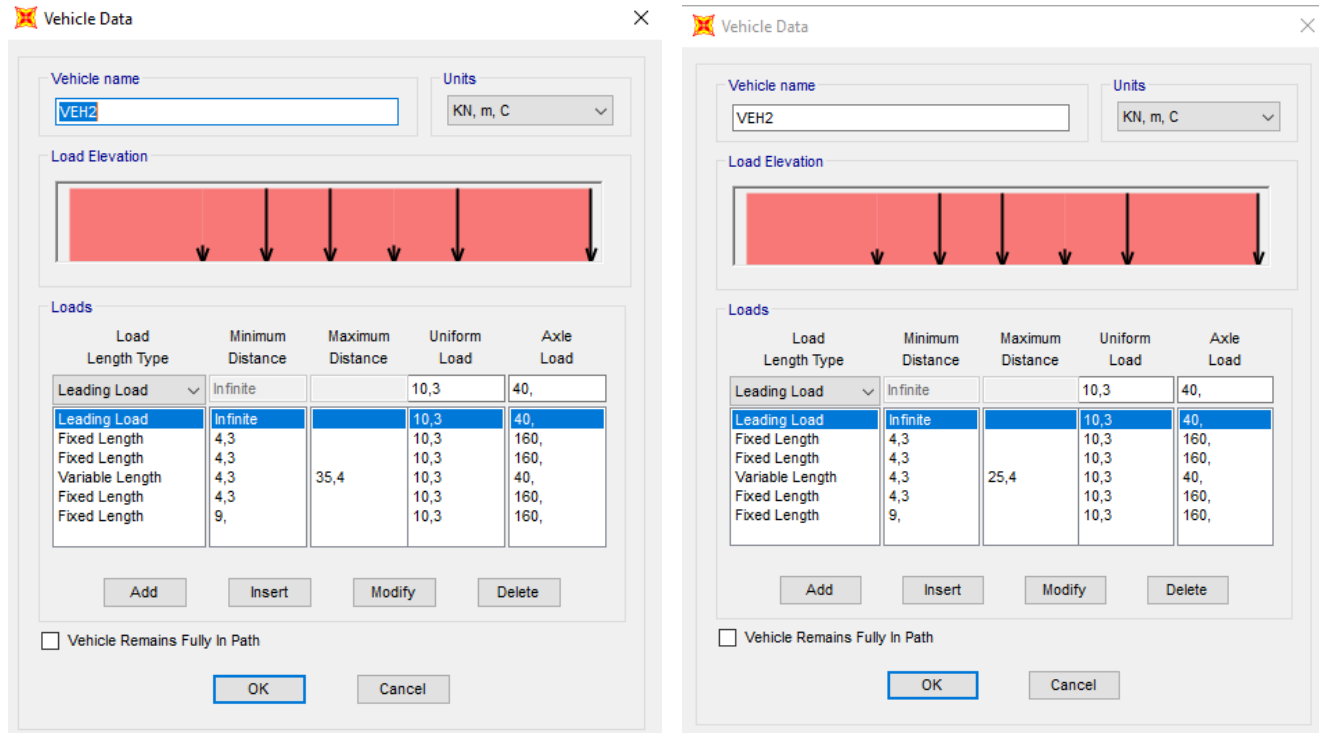 Vehicle Data
Vehicle name
Units
VEH2
KN, m, C
Load Elevation
Loads
Load Length Type Minimum Distance Maximum Distance Uniform Load Axle Load
Leading Load Infinite 10,3 40,
Leading Load Infinite 10,3 40,
Fixed Length 4,3 10,3 160,
Fixed Length 4,3 10,3 160,
Variable Length 4,3 35,4 10,3 40,
Fixed Length 4,3 10,3 160,
Fixed Length 9, 10,3 160,
Add Insert Modify Delete
Vehicle Remains Fully In Path
OK Cancel
Vehicle Data
Vehicle name
Units
VEH2
KN, m, C
Load Elevation
Loads
Load Length Type Minimum Distance Maximum Distance Uniform Load Axle Load
Leading Load Infinite 10,3 40,
Leading Load Infinite 10,3 40,
Fixed Length 4,3 10,3 160,
Fixed Length 4,3 10,3 160,
Variable Length 4,3 25,4 10,3 40,
Fixed Length 4,3 10,3 160,
Fixed Length 9, 10,3 160,
Add Insert Modify Delete
Vehicle Remains Fully In Path
OK Cancel